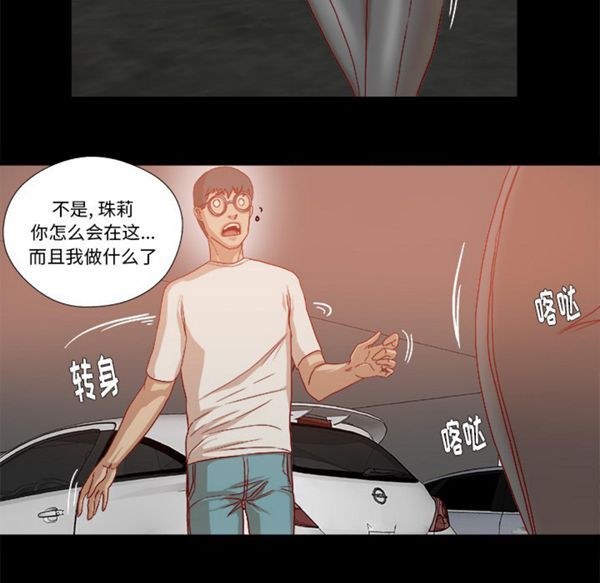 不是, 珠莉
你怎么会在这...
而且我做什么了
转身
喀哒
喀哒